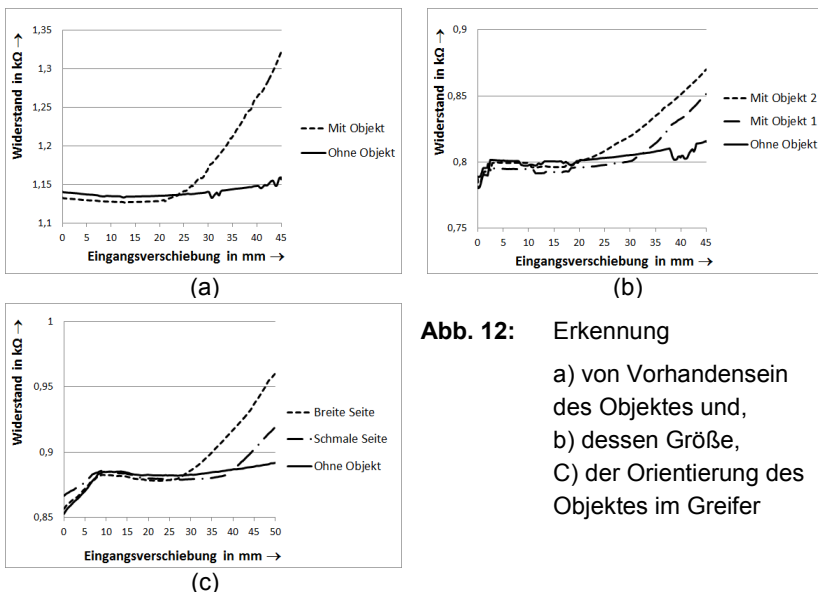 Widerstand in kΩ →
1,35
1,3
1,25
1,2
1,15
1,1
0 5 10 15 20 25 30 35 40 45
Eingangsverschiebung in mm →
Mit Objekt
Ohne Objekt
(a)
Widerstand in kΩ →
0,9
0,85
0,8
0,75
0 5 10 15 20 25 30 35 40 45
Eingangsverschiebung in mm →
Mit Objekt 2
Mit Objekt 1
Ohne Objekt
(b)
Widerstand in kΩ →
1
0,95
0,9
0,85
0 5 10 15 20 25 30 35 40 45 50
Eingangsverschiebung in mm →
Breite Seite
Schmale Seite
Ohne Objekt
(c)
Abb. 12: Erkennung
a) von Vorhandensein
des Objektes und,
b) dessen Größe,
C) der Orientierung des
Objektes im Greifer